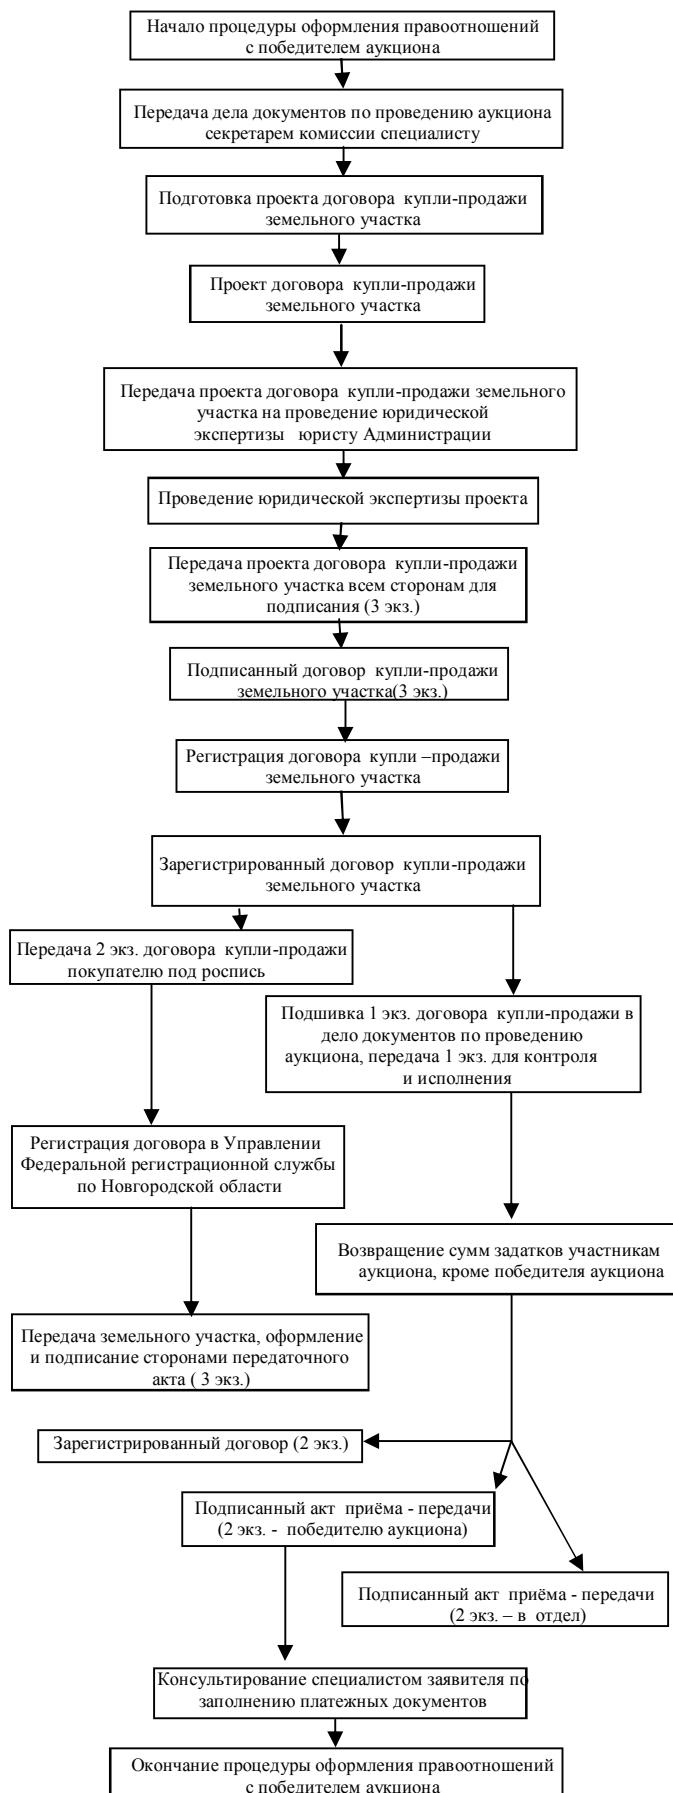 Начало процедуры оформления правоотношений
с победителем аукциона
Передача дела документов по проведению аукциона
секретарем комиссии специалисту
Подготовка проекта договора купли-продажи
земельного участка
Проект договора купли-продажи
земельного участка
Передача проекта договора купли-продажи земельного
участка на проведение юридической
экспертизы юристу Администрации
Проведение юридической экспертизы проекта
Передача проекта договора купли-продажи
земельного участка всем сторонам для
подписания (3 экз.)
Подписанный договор купли-продажи
земельного участка(3 экз.)
Регистрация договора купли –продажи
земельного участка
Зарегистрированный договор купли-продажи
земельного участка
Передача 2 экз. договора купли-продажи
покупателю под роспись
Подшивка 1 экз. договора купли-продажи в
дело документов по проведению
аукциона, передача 1 экз. для контроля
и исполнения
Регистрация договора в Управлении
Федеральной регистрационной службы
по Новгородской области
Возвращение сумм задатков участникам
аукциона, кроме победителя аукциона
Передача земельного участка, оформление
и подписание сторонами передаточного
акта ( 3 экз.)
Зарегистрированный договор (2 экз.)
Подписанный акт приёма - передачи
(2 экз. - победителю аукциона)
Подписанный акт приёма - передачи
(2 экз. – в отдел)
Консультирование специалистом заявителя по
заполнению платежных документов
Окончание процедуры оформления правоотношений
с победителем аукциона